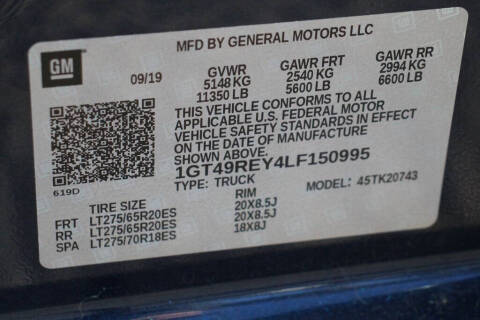 MFD BY GENERAL MOTORS LLC
GM
09/19
GVWR GAWR FRT GAWR RR
5148 KG 2540 KG 2994 KG
11350 LB 5600 LB 6600 LB
THIS VEHICLE CONFORMS TO ALL
APPLICABLE U.S. FEDERAL MOTOR
VEHICLE SAFETY STANDARDS IN EFFECT
ON THE DATE OF MANUFACTURE
SHOWN ABOVE.
1GT49REY4LF150995
619D
TYPE: TRUCK MODEL: 45TK20743
TIRE SIZE RIM
FRT LT275/65R20ES 20X8.5J
RR LT275/65R20ES 20X8.5J
SPA LT275/70R18ES 18X8J